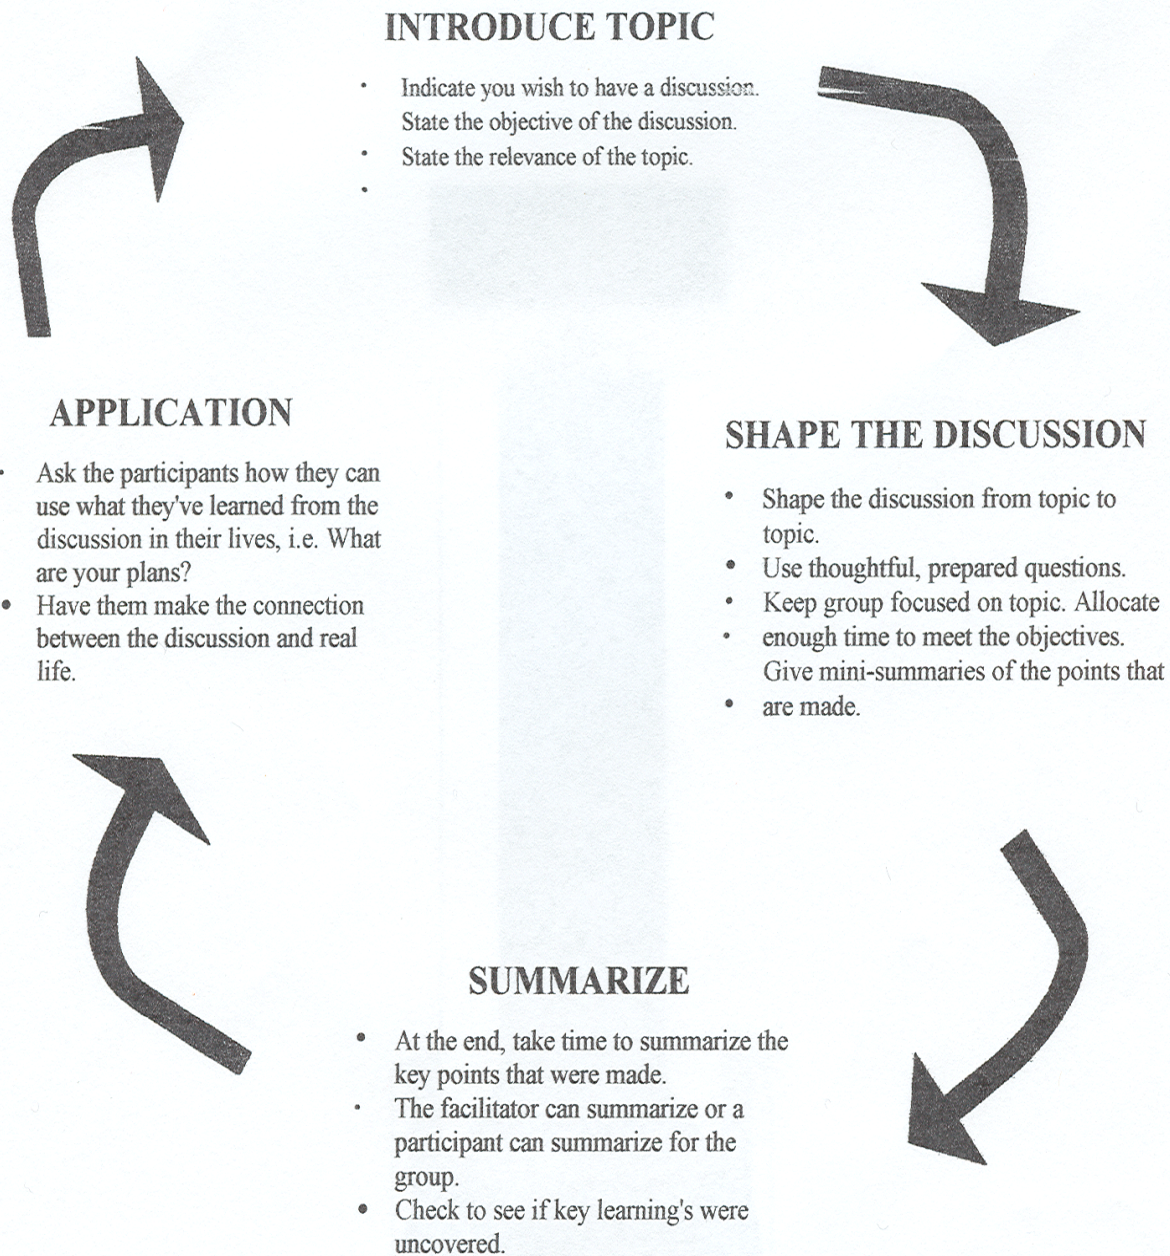 INTRODUCE TOPIC
• Indicate you wish to have a discussion.
State the objective of the discussion.
• State the relevance of the topic.
•
APPLICATION
• Ask the participants how they can
use what they've learned from the
discussion in their lives, i.e. What
are your plans?
• Have them make the connection
between the discussion and real
life.
SHAPE THE DISCUSSION
• Shape the discussion from topic to
topic.
• Use thoughtful, prepared questions.
• Keep group focused on topic. Allocate
• enough time to meet the objectives.
Give mini-summaries of the points that
• are made.
SUMMARIZE
• At the end, take time to summarize the
key points that were made.
• The facilitator can summarize or a
participant can summarize for the
group.
• Check to see if key learning's were
uncovered.